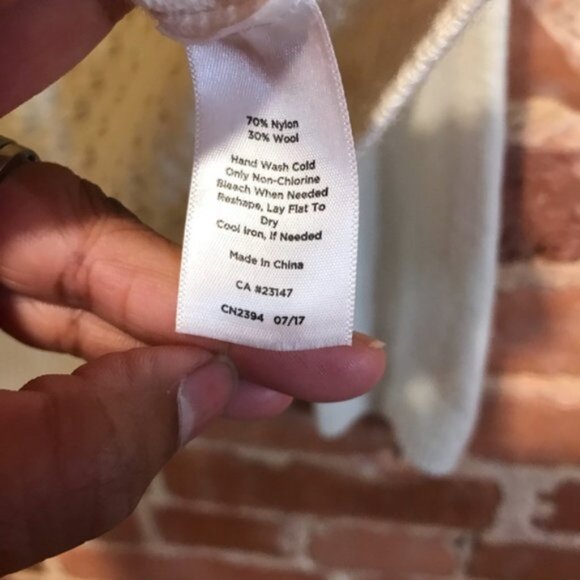 70% Nylon
30% Wool
Hand Wash Cold
Only Non-Chlorine
Bleach When Needed
Reshape, Lay Flat To
Dry
Cool Iron, If Needed
Made In China
CA #23147
CN2394 07/17